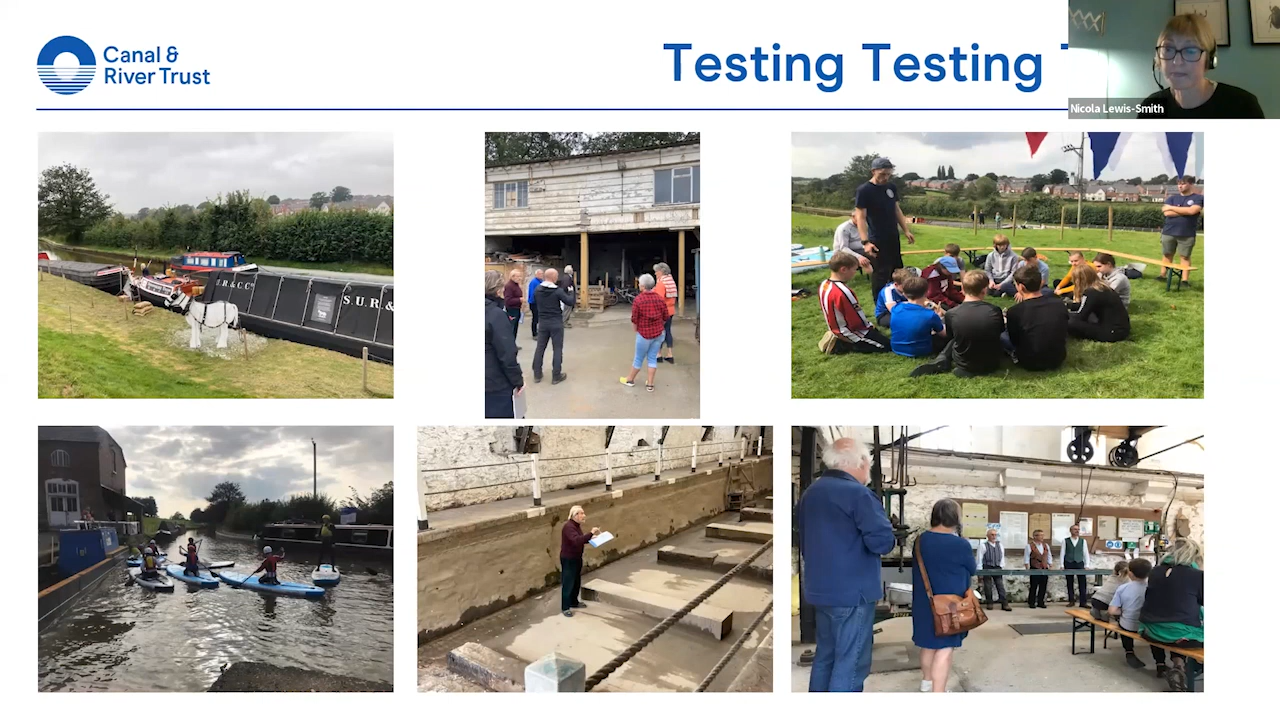 Canal &
River Trust
Testing Testing
Nicola Lewis-Smith
S.U.R.&